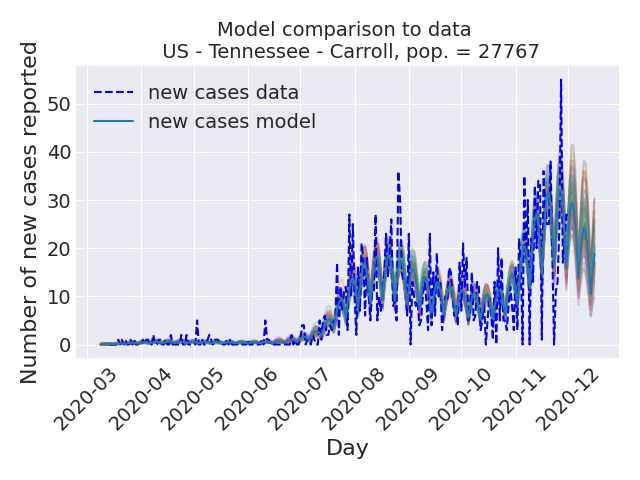 Model comparison to data
US - Tennessee - Carroll, pop. = 27767
Number of new cases reported
50
40
30
20
10
0
new cases data
new cases model
2020-03
2020-04
2020-05
2020-06
2020-07
2020-08
2020-09
2020-10
2020-11
2020-12
Day